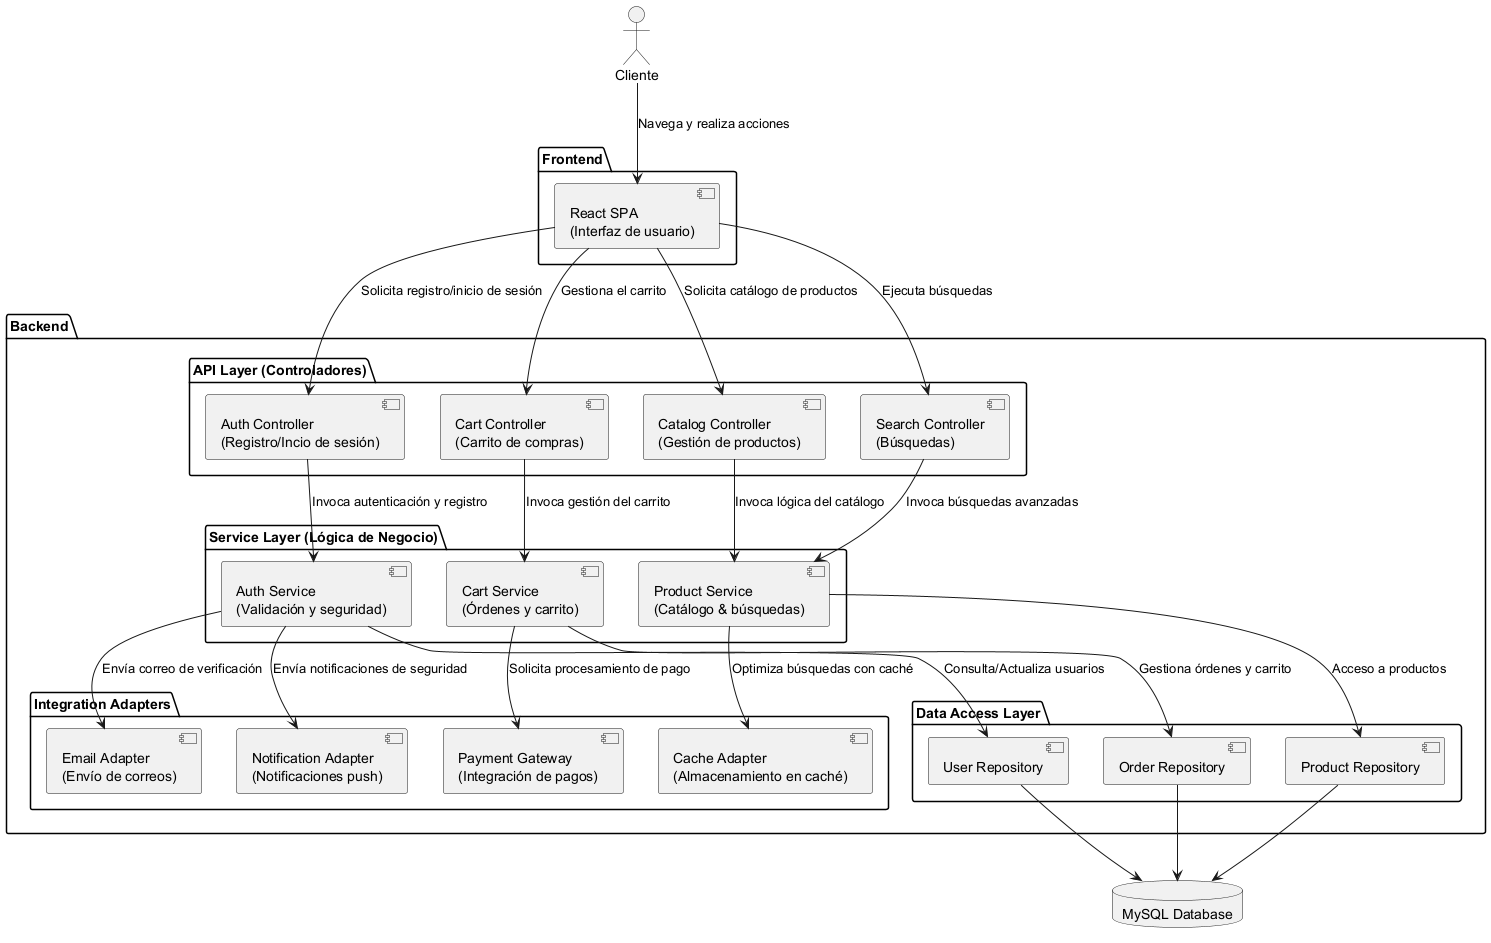 Cliente
Navega y realiza acciones
Frontend
React SPA
(Interfaz de usuario)
Solicita registro/inicio de sesión
Gestiona el carrito
Solicita catálogo de productos
Ejecuta búsquedas
Backend
API Layer (Controladores)
Auth Controller
(Registro/Incio de sesión)
Cart Controller
(Carrito de compras)
Catalog Controller
(Gestión de productos)
Search Controller
(Búsquedas)
Invoca autenticación y registro
Invoca gestión del carrito
Invoca lógica del catálogo
Invoca búsquedas avanzadas
Service Layer (Lógica de Negocio)
Auth Service
(Validación y seguridad)
Cart Service
(Órdenes y carrito)
Product Service
(Catálogo & búsquedas)
Envía correo de verificación
Envía notificaciones de seguridad
Solicita procesamiento de pago
Optimiza búsquedas con caché
Consulta/Actualiza usuarios
Gestiona órdenes y carrito
Acceso a productos
Integration Adapters
Email Adapter
(Envío de correos)
Notification Adapter
(Notificaciones push)
Payment Gateway
(Integración de pagos)
Cache Adapter
(Almacenamiento en caché)
Data Access Layer
User Repository
Order Repository
Product Repository
MySQL Database